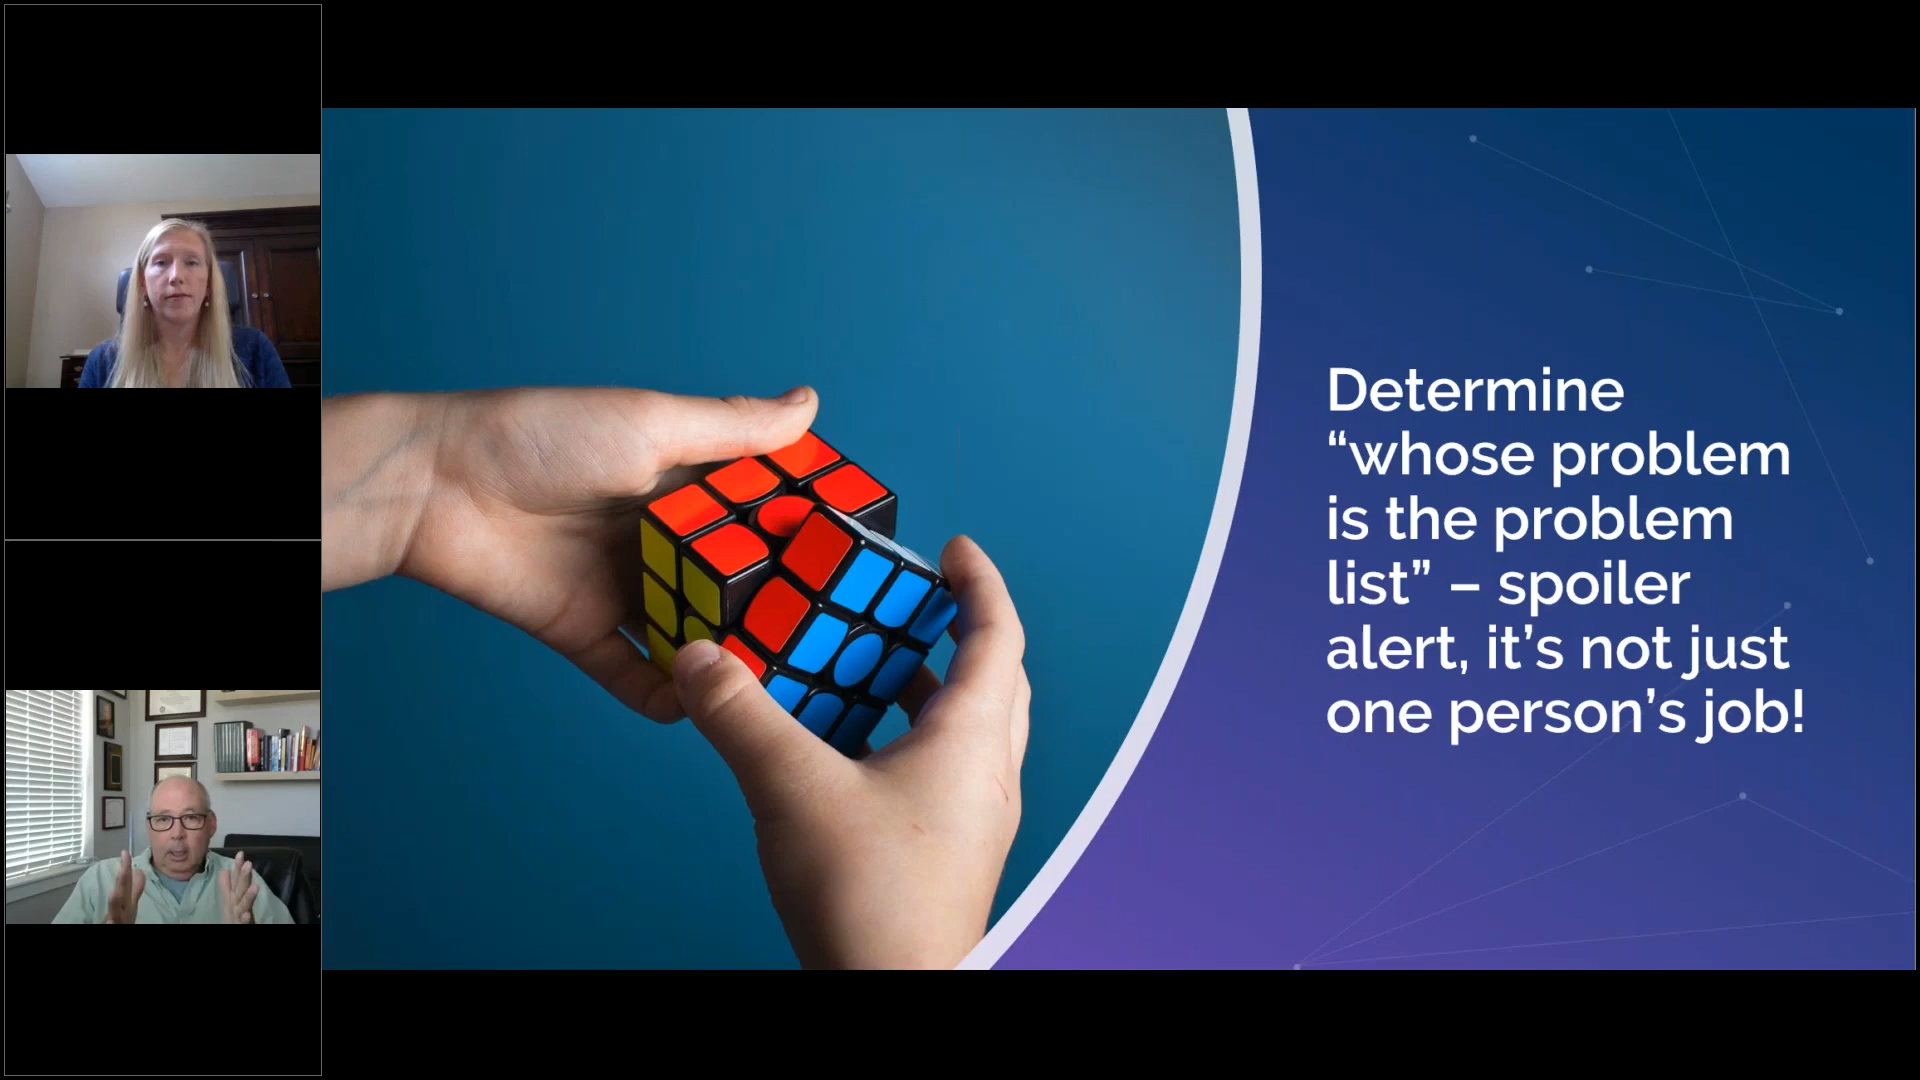 Determine
“whose problem
is the problem
list” – spoiler
alert, it’s not just
one person’s job!